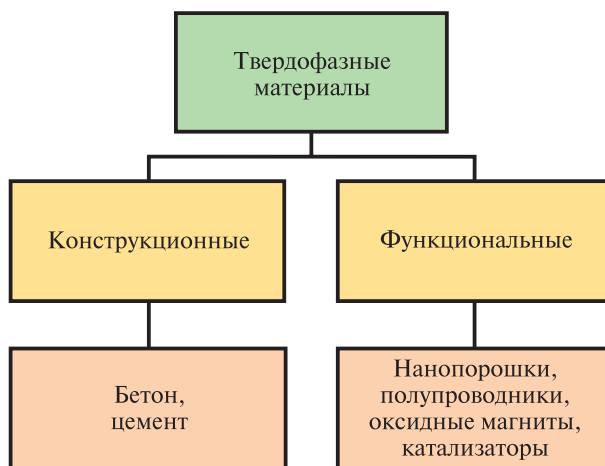 Твердофазные
материалы
Конструкционные
Функциональные
Бетон,
цемент
Нанопорошки,
полупроводники,
оксидные магниты,
катализаторы